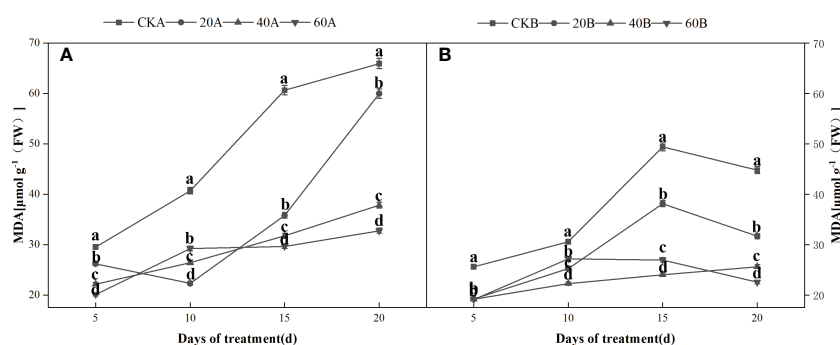 CKA 20A 40A 60A
CKB 20B 40B 60B
A
B
MDA[μmol g⁻¹（FW）]
70
60
50
40
30
20
a
b
c
d
a
b
c
d
a
b
c
d
a
b
c
d
5 10 15 20
Days of treatment(d)
a
b
b
a
b
c
d
a
b
c
d
a
b
c
d
5 10 15 20
Days of treatment(d)
70
60
50
40
30
20
MDA[μmol g⁻¹（FW）]